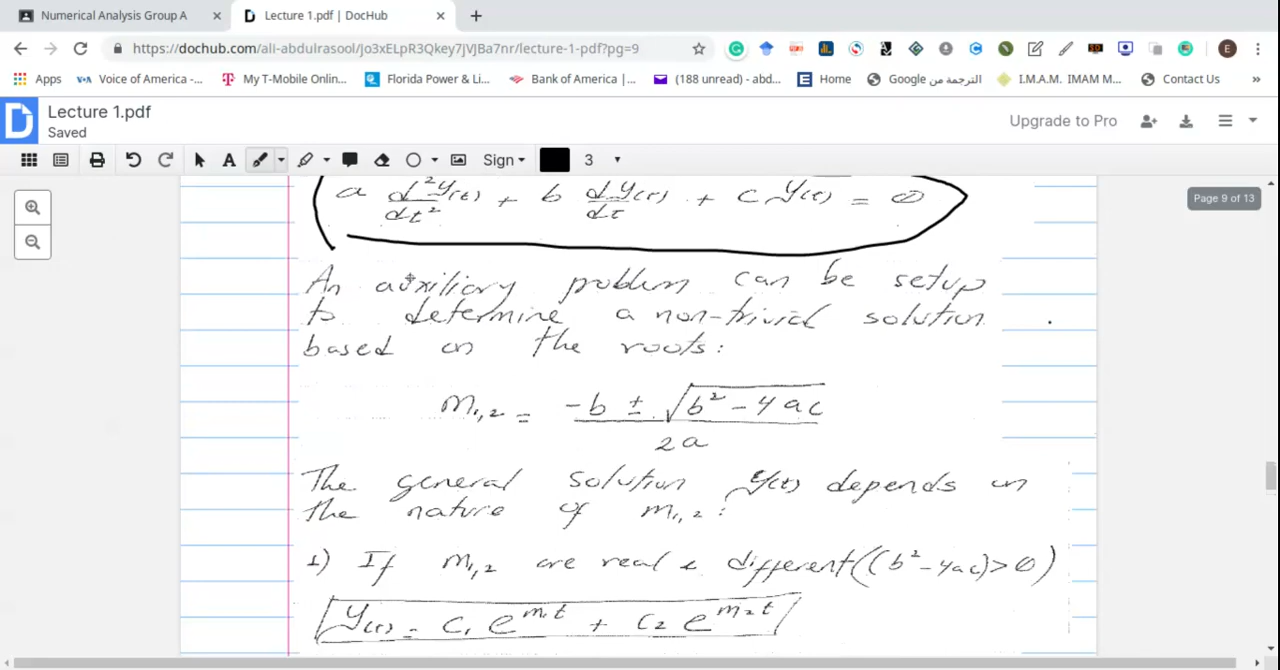 Numerical Analysis Group A
Lecture 1.pdf | DocHub
https://dochub.com/ali-abdulrasool/jo3xELpR3Qkey7jVJBa7nr/lecture-1-pdf?pg=9
E
Apps
Voice of America -...
My T-Mobile Onlin...
Florida Power & Li...
Bank of America |...
(188 unread) - abd...
Home
Google الترجمة من
I.M.A.M. IMAM M...
Contact Us
»
Lecture 1.pdf
Saved
Upgrade to Pro
Sign
3
Page 9 of 13
a d²y(t)/dt² + b dy(t)/dt + c y(t) = 0
An auxiliary problem can be setup
to determine a non-trivial solution
based on the roots:
m₁,₂ = -b ± √b² - 4ac
2a
The general solution y(t) depends on
the nature of m₁,₂:
1) If m₁,₂ are real & different ((b² - 4ac) > 0)
y(t) = c₁ e^m₁t + c₂ e^m₂t